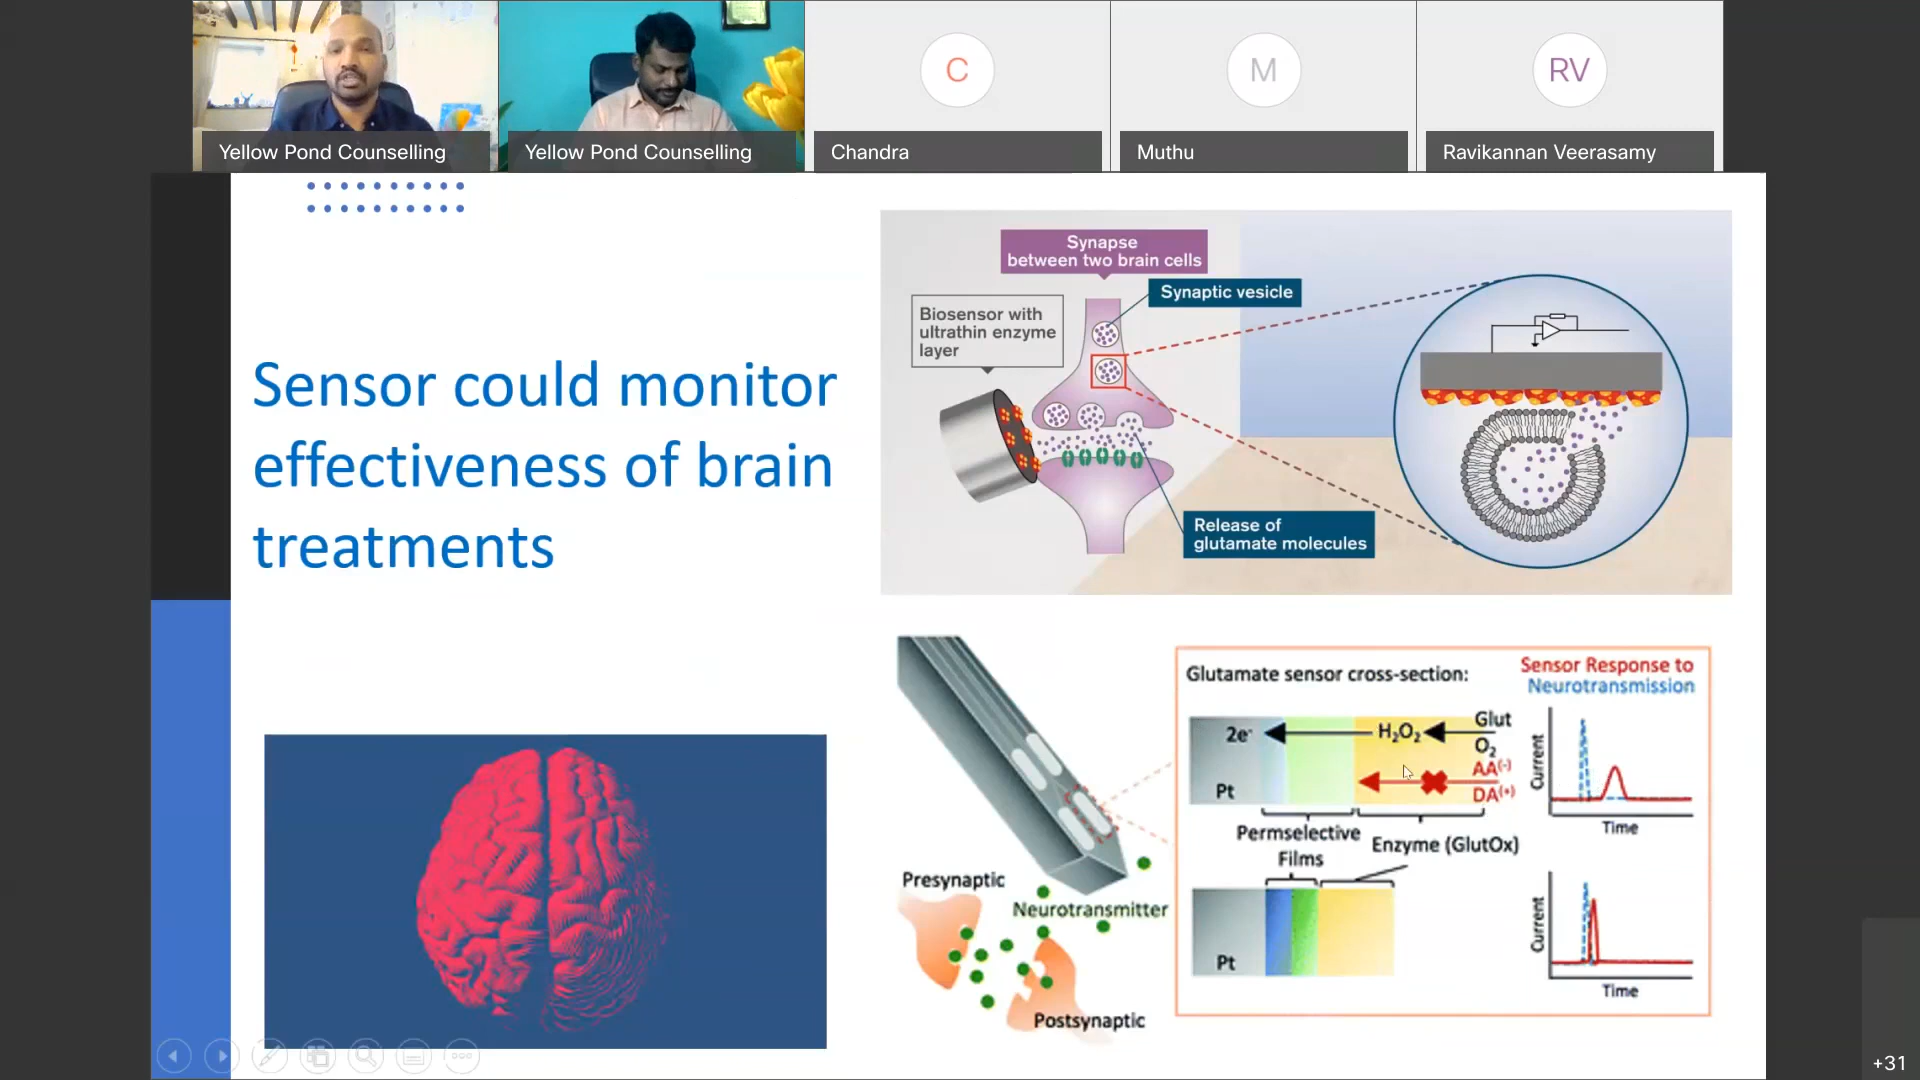 C
M
RV
Yellow Pond Counselling
Yellow Pond Counselling
Chandra
Muthu
Ravikannan Veerasamy
Sensor could monitor
effectiveness of brain
treatments
Synapse
between two brain cells
Synaptic vesicle
Biosensor with
ultrathin enzyme
layer
Release of
glutamate molecules
Glutamate sensor cross-section:
Sensor Response to
Neurotransmission
2e-
H2O2
Glut
O2
AA(-)
DA(+)
Pt
Permselective
Films
Enzyme (GlutOx)
Pt
Current
Time
Current
Time
Presynaptic
Neurotransmitter
Postsynaptic
+31